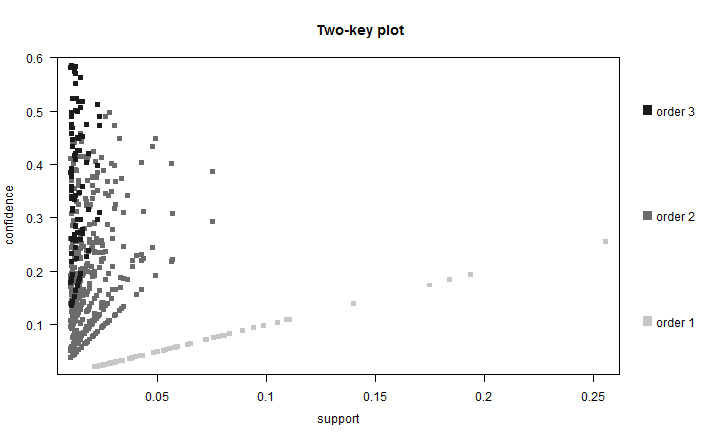 Two-key plot
0.6
0.5
0.4
0.3
0.2
0.1
confidence
0.05
0.1
0.15
0.2
0.25
support
order 3
order 2
order 1